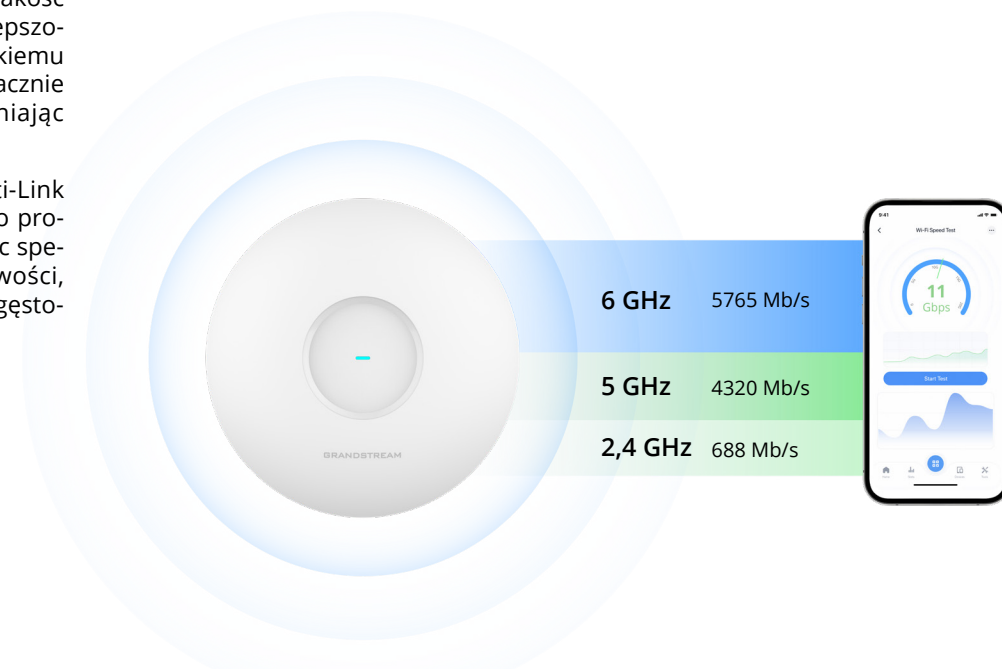 akość
epszo-
kiemu
acznie
niając
ti-Link
o pro-
c spe-
wości,
gęsto-
GRANDSTREAM
6 GHz 5765 Mb/s
5 GHz 4320 Mb/s
2,4 GHz 688 Mb/s
9:41
Wi-Fi Speed Test
11
Gbps
Start Test